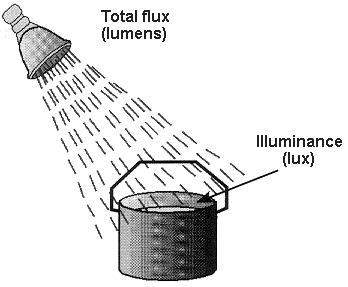 Total flux
(lumens)
Illuminance
(lux)